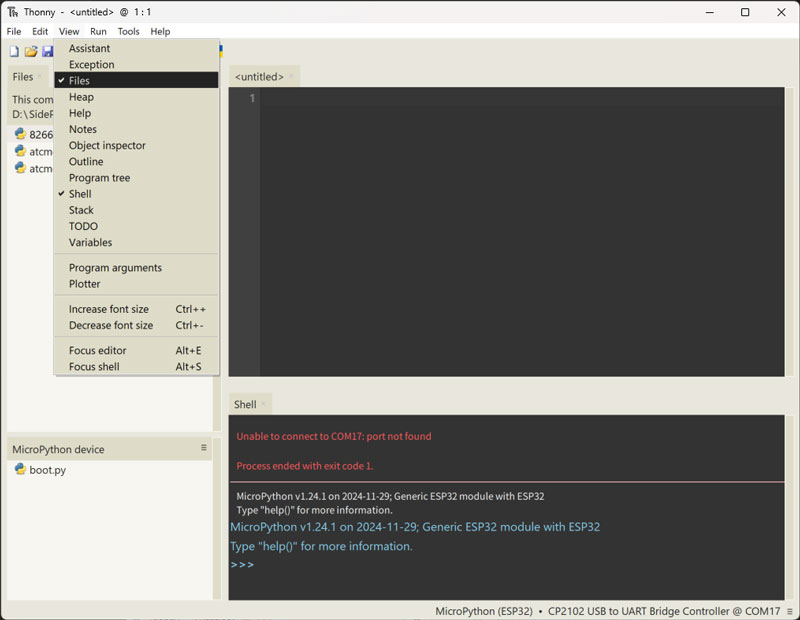 Thonny - <untitled> @ 1 : 1
File Edit View Run Tools Help
Assistant
Exception
Files
Heap
Help
Notes
Object inspector
Outline
Program tree
Shell
Stack
TODO
Variables
Program arguments
Plotter
Increase font size Ctrl++
Decrease font size Ctrl+-
Focus editor Alt+E
Focus shell Alt+S
Files
This com
D:\SideP
8266
atcm
atcm
MicroPython device
boot.py
<untitled>
1
Shell
Unable to connect to COM17: port not found
Process ended with exit code 1.
MicroPython v1.24.1 on 2024-11-29; Generic ESP32 module with ESP32
Type "help()" for more information.
MicroPython v1.24.1 on 2024-11-29; Generic ESP32 module with ESP32
Type "help()" for more information.
>>>
MicroPython (ESP32) • CP2102 USB to UART Bridge Controller @ COM17